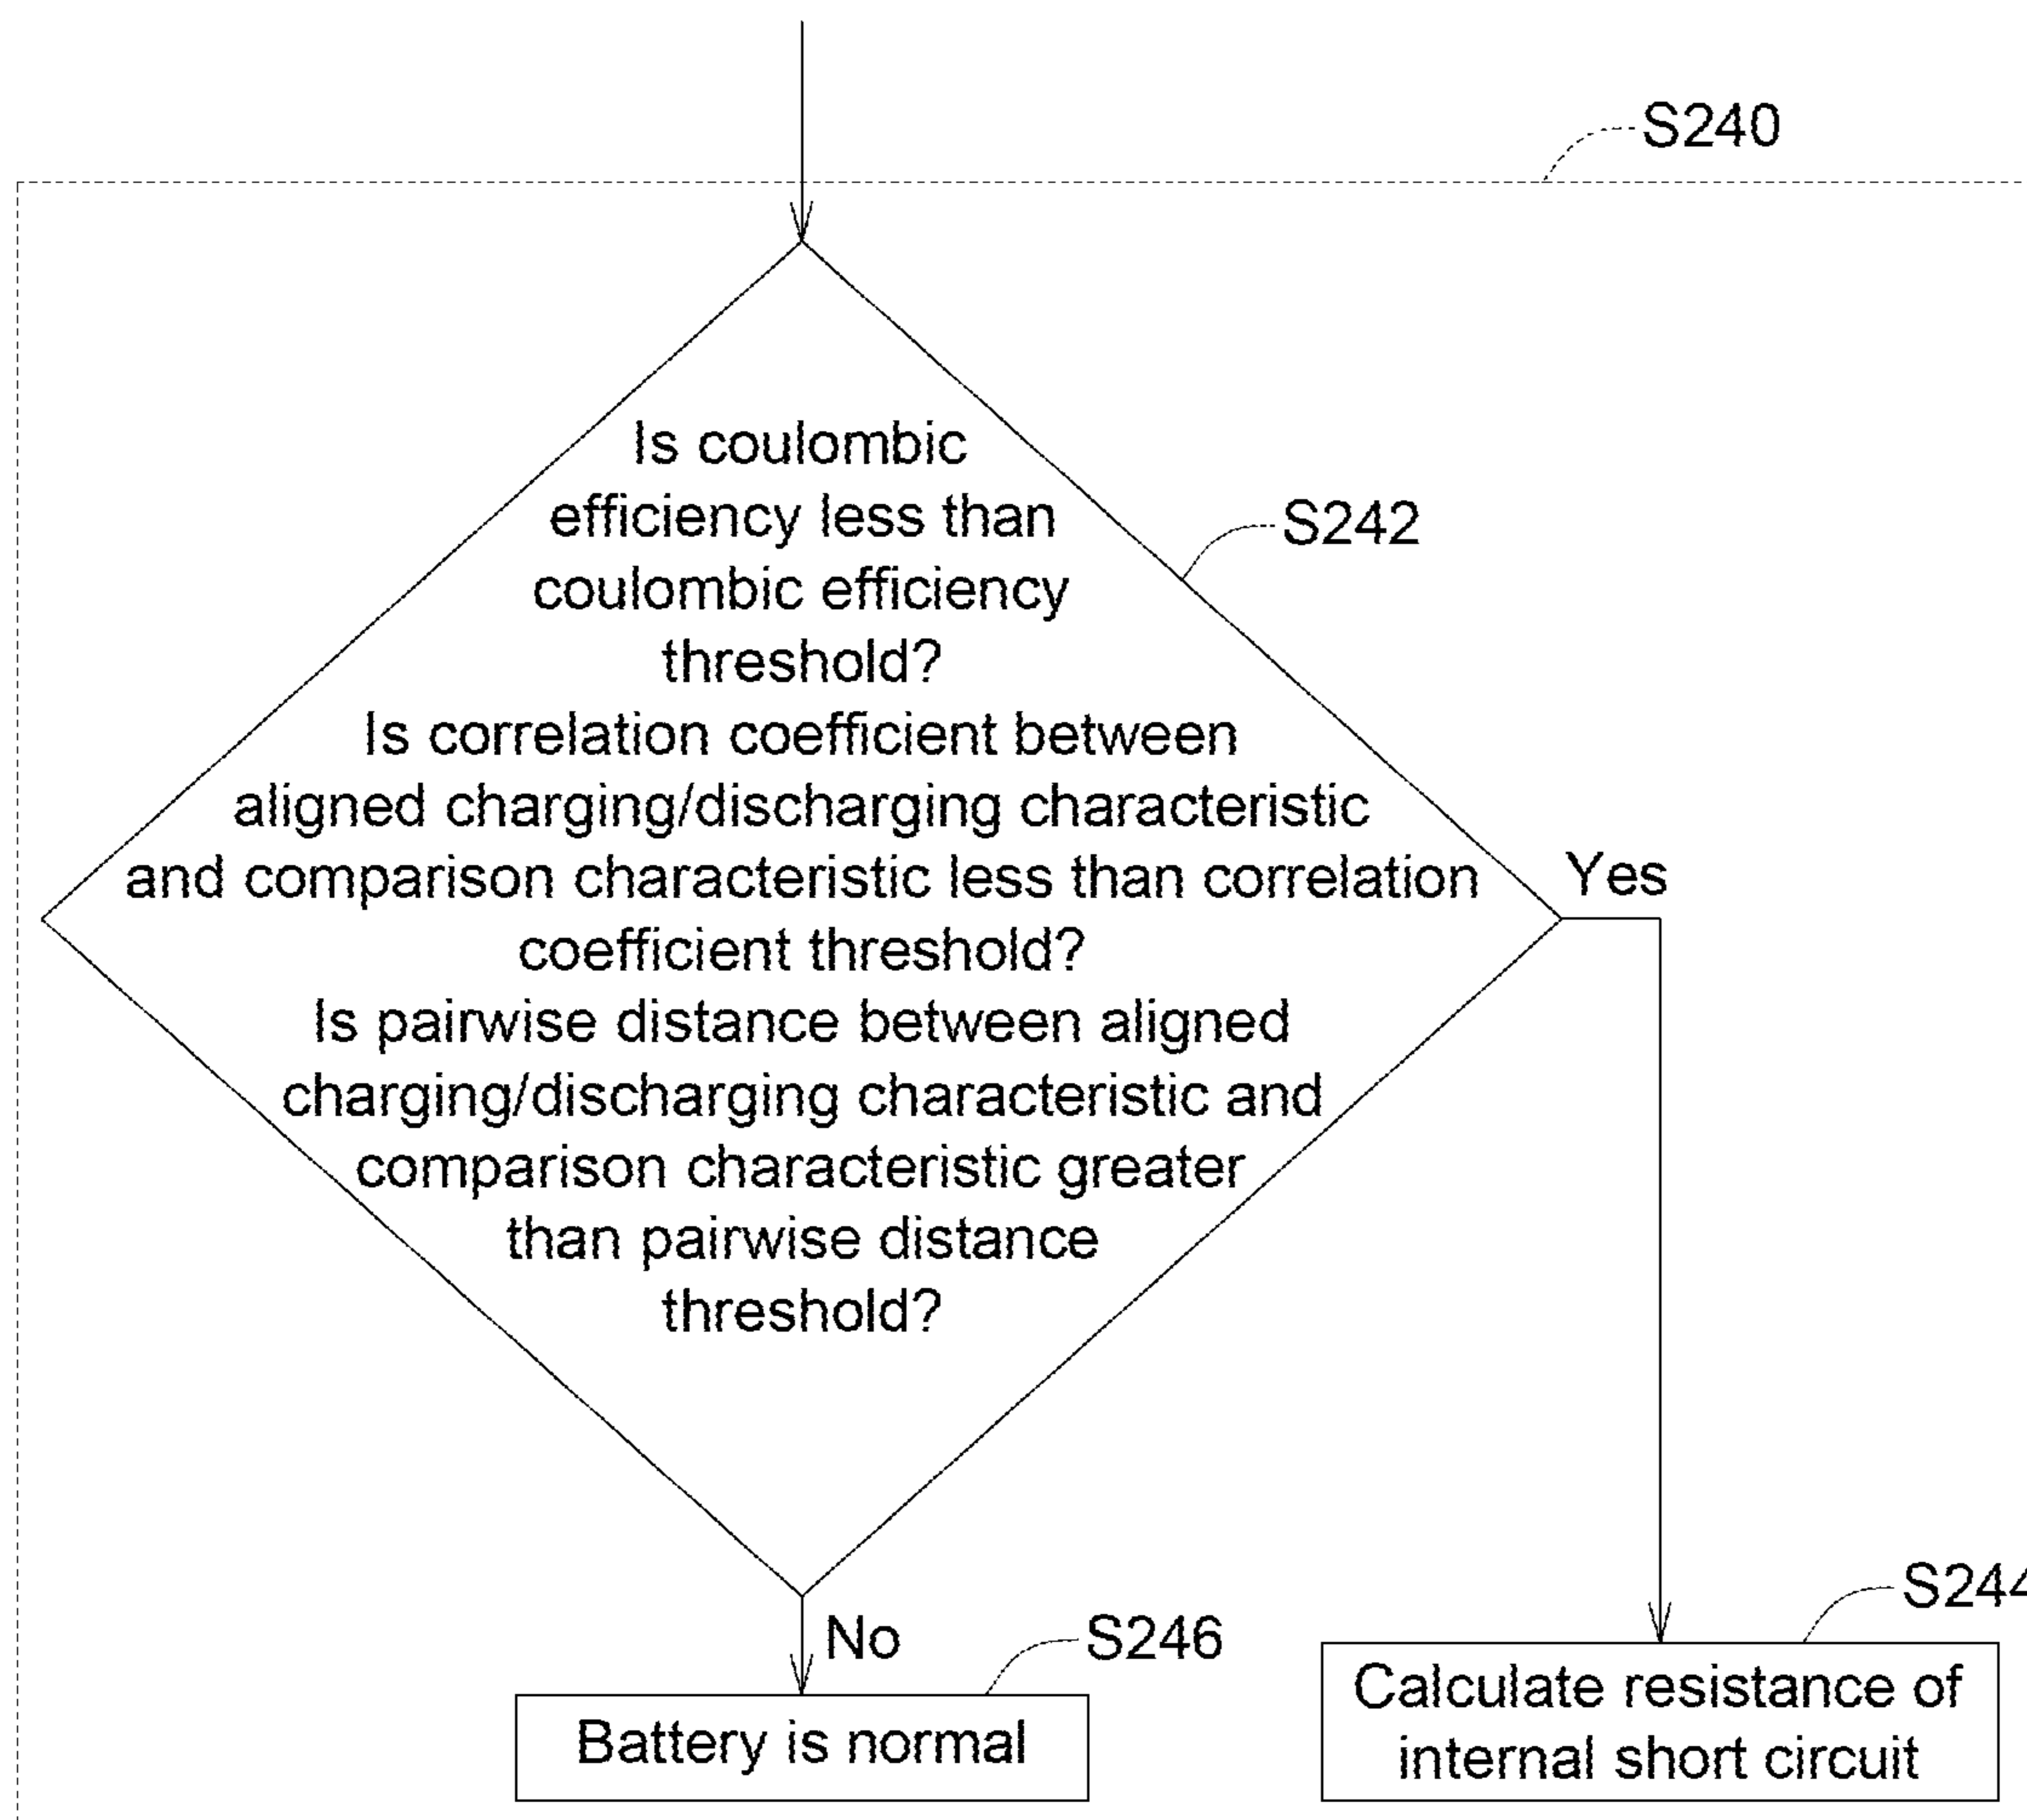 S240
Is coulombic
efficiency less than
S242
coulombic efficiency
threshold?
Is correlation coefficient between
aligned charging/discharging characteristic
and comparison characteristic less than correlation
Yes
coefficient threshold?
Is pairwise distance between aligned
charging/discharging characteristic and
comparison characteristic greater
than pairwise distance
threshold?
S244
No
S246
Calculate resistance of
internal short circuit
Battery is normal